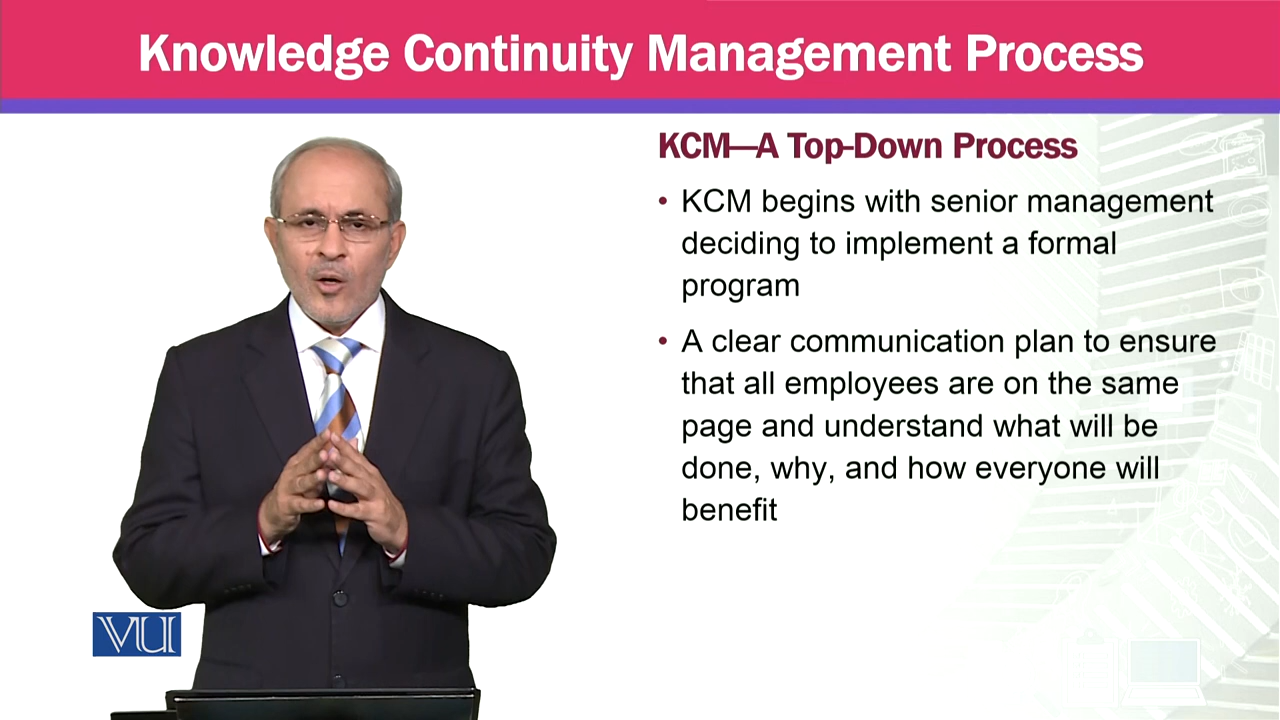 Knowledge Continuity Management Process
KCM—A Top-Down Process
• KCM begins with senior management
deciding to implement a formal
program
• A clear communication plan to ensure
that all employees are on the same
page and understand what will be
done, why, and how everyone will
benefit
VU